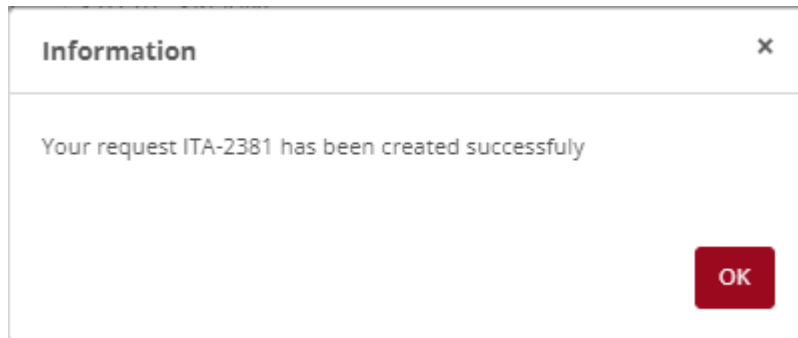 Information
×
Your request ITA-2381 has been created successfuly
OK